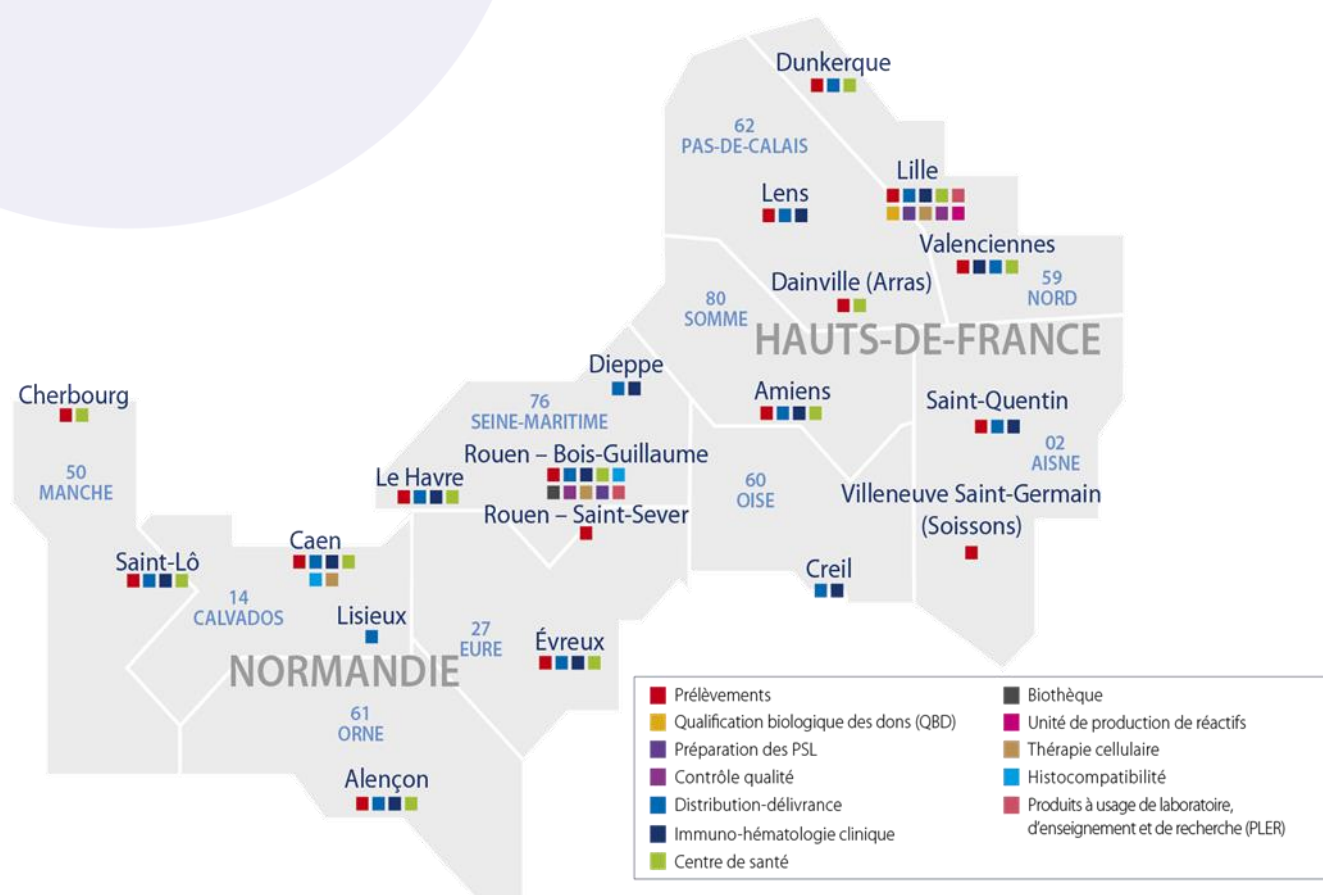 Dunkerque
62
PAS-DE-CALAIS
Lille
Lens
Valenciennes
59
NORD
Dainville (Arras)
80
SOMME
HAUTS-DE-FRANCE
Dieppe
Cherbourg
76
SEINE-MARITIME
Amiens
Saint-Quentin
02
AISNE
Rouen – Bois-Guillaume
50
MANCHE
Le Havre
60
OISE
Villeneuve Saint-Germain
(Soissons)
Rouen – Saint-Sever
Caen
Saint-Lô
Creil
14
CALVADOS
Lisieux
27
EURE
Évreux
NORMANDIE
61
ORNE
Alençon
Prélèvements
Qualification biologique des dons (QBD)
Préparation des PSL
Contrôle qualité
Distribution-délivrance
Immuno-hématologie clinique
Centre de santé
Biothèque
Unité de production de réactifs
Thérapie cellulaire
Histocompatibilité
Produits à usage de laboratoire,
d'enseignement et de recherche (PLER)